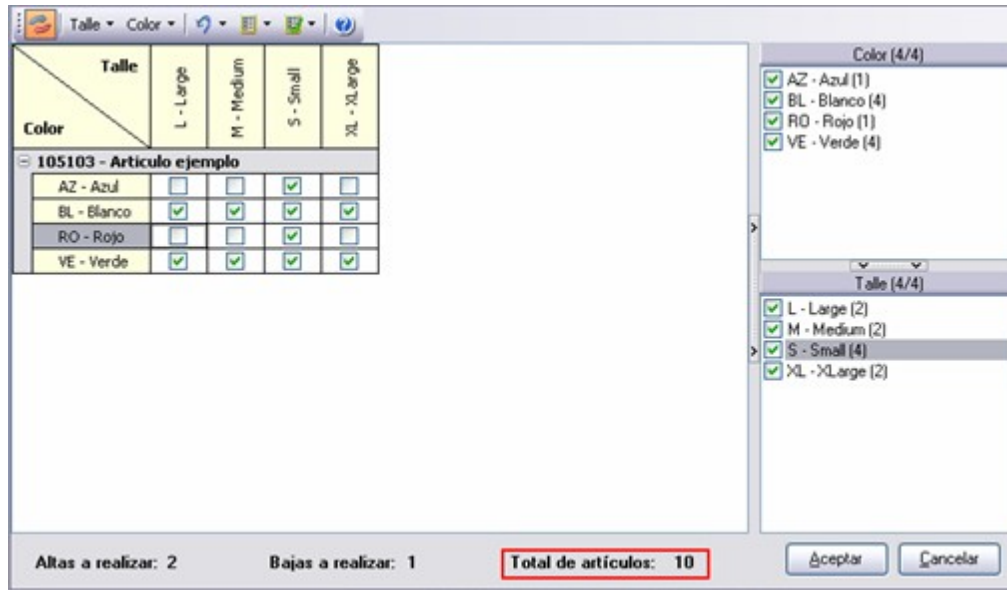 Talle Color
Talle
Color
L - Large
M - Medium
S - Small
XL - XLarge
105103 - Artículo ejemplo
AZ - Azul
BL - Blanco
RO - Rojo
VE - Verde
Color (4/4)
AZ - Azul (1)
BL - Blanco (4)
RO - Rojo (1)
VE - Verde (4)
Talle (4/4)
L - Large (2)
M - Medium (2)
S - Small (4)
XL - XLarge (2)
Altas a realizar: 2 Bajas a realizar: 1 Total de artículos: 10 Aceptar Cancelar